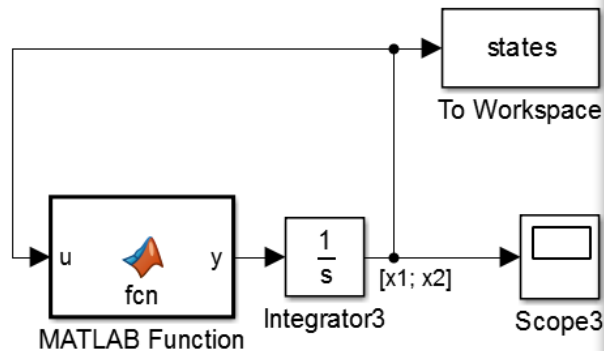 states
To Workspace
u
y
fcn
MATLAB Function
1
s
Integrator3
[x1; x2]
Scope3